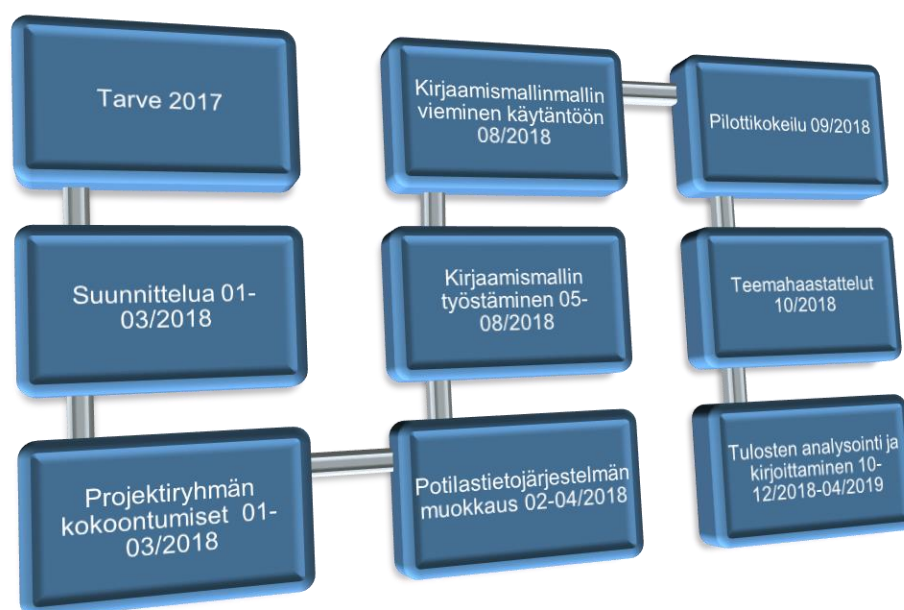 Tarve 2017
Suunnittelua 01-
03/2018
Projektiryhmän
kokoontumiset 01-
03/2018
Potilastietojärjestelmän
muokkaus 02-04/2018
Kirjaamismallin
työstäminen 05-
08/2018
Kirjaamismallinmallin
vieminen käytäntöön
08/2018
Pilottikokeilu 09/2018
Teemahaastattelut
10/2018
Tulosten analysointi ja
kirjoittaminen 10-
12/2018-04/2019